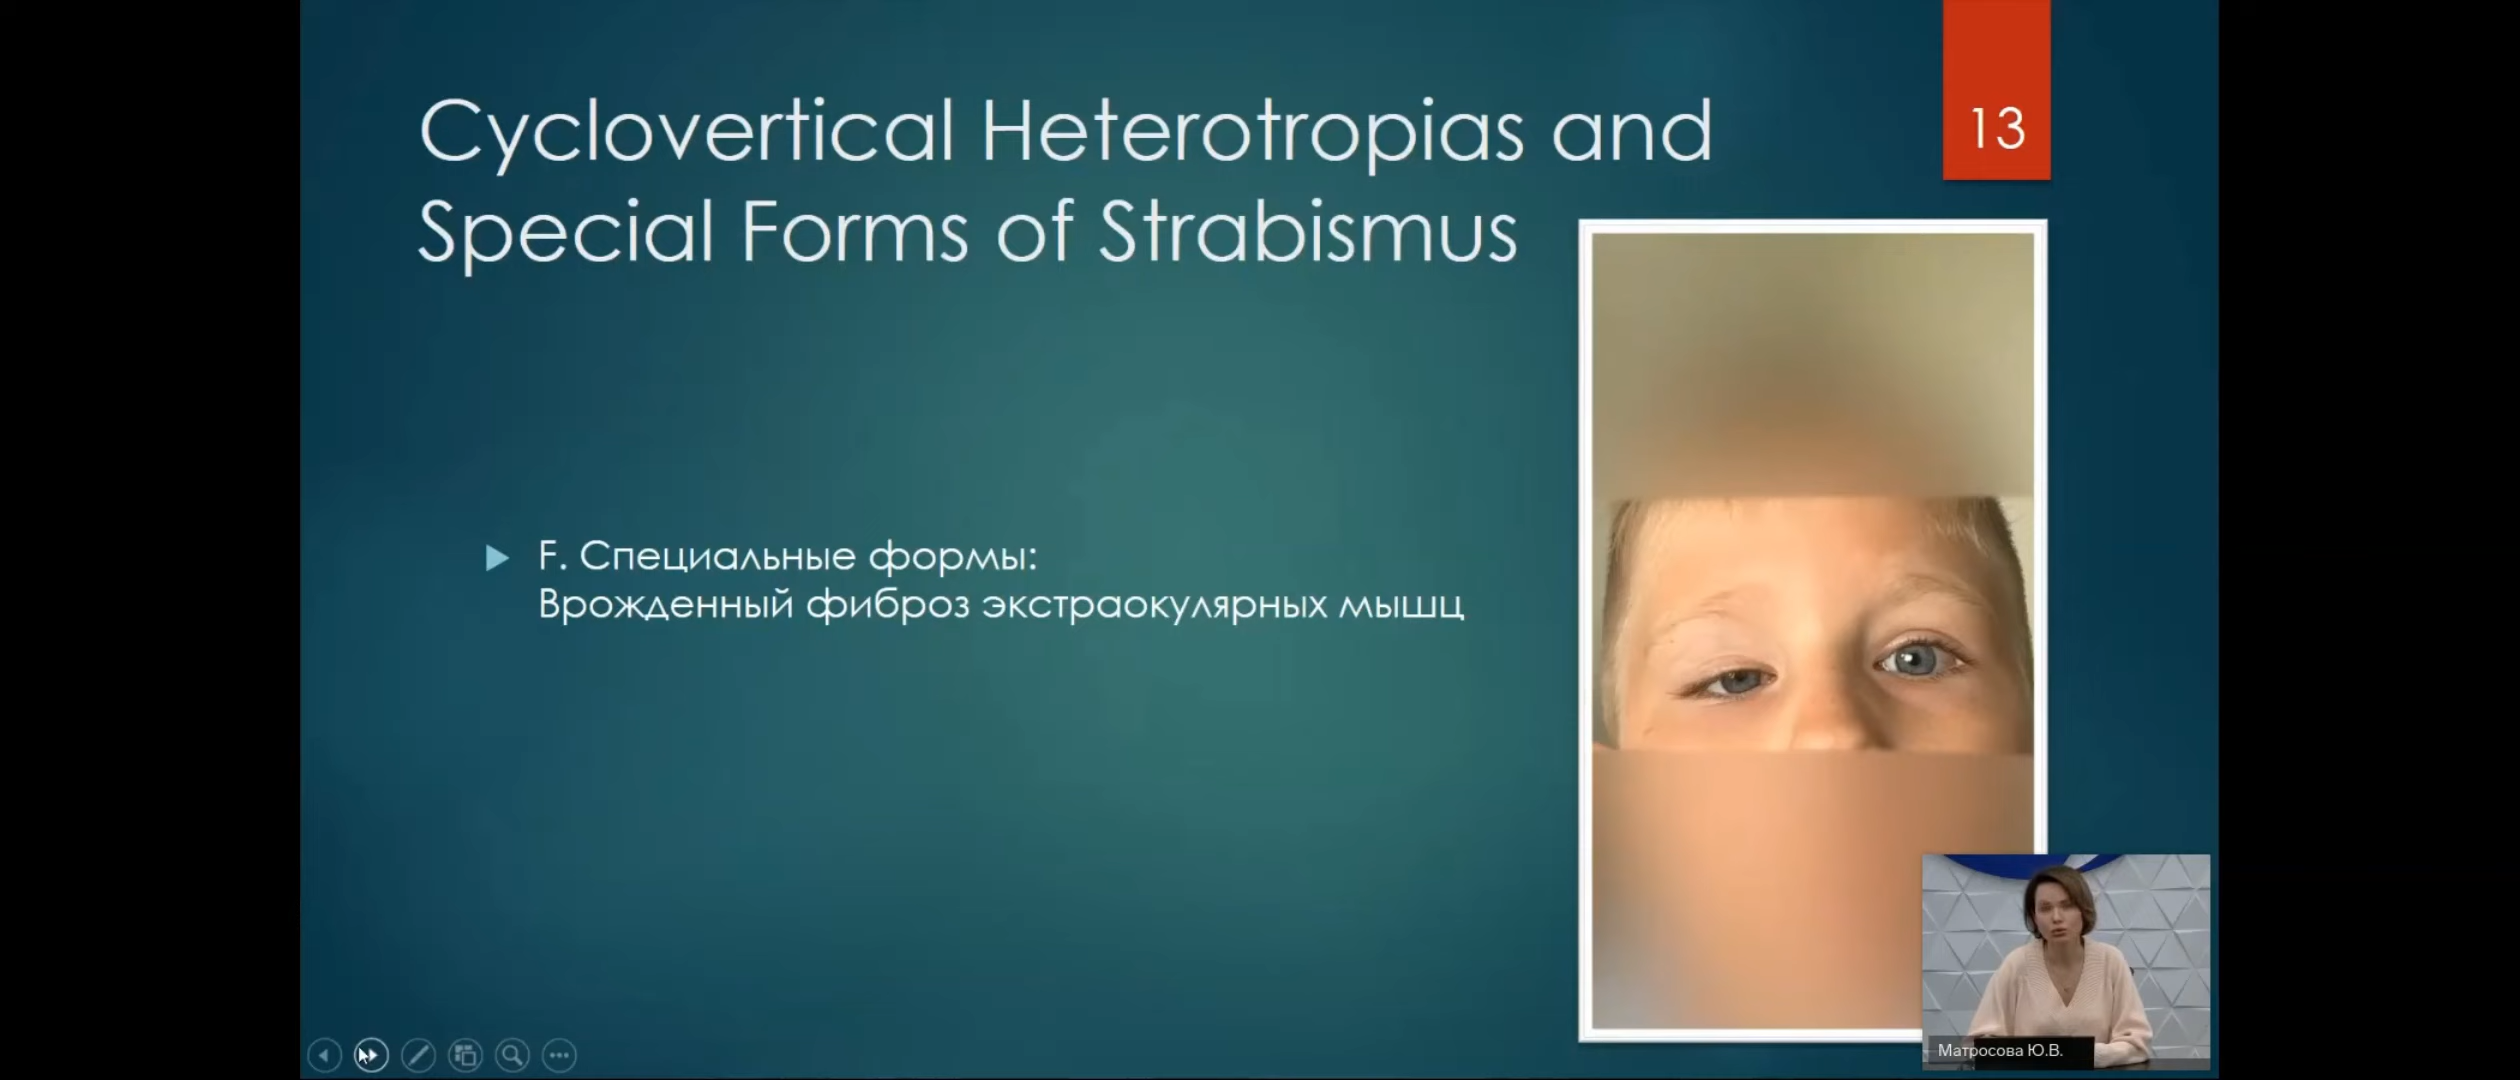 Cyclovertical Heterotropias and
Special Forms of Strabismus
13
F. Специальные формы:
Врожденный фиброз экстраокулярных мышц
Матросова Ю.В.